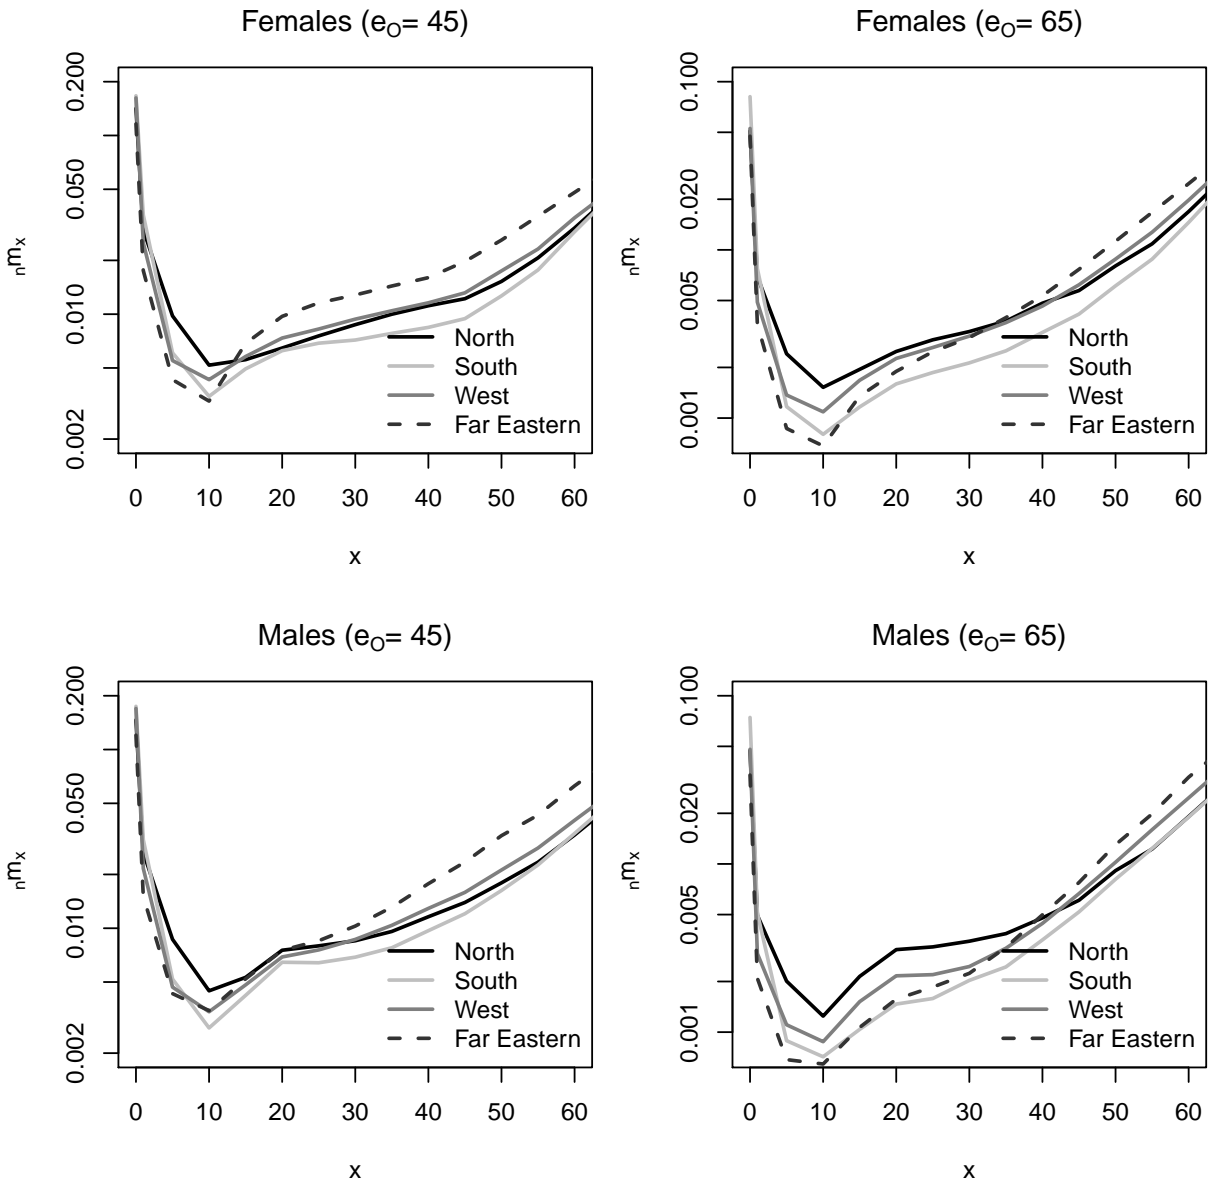 Females (eO= 45)
0.200
0.050
0.010
0.002
nmx
North
South
West
Far Eastern
0 10 20 30 40 50 60
x
Females (eO= 65)
0.100
0.020
0.005
0.001
nmx
North
South
West
Far Eastern
0 10 20 30 40 50 60
x
Males (eO= 45)
0.200
0.050
0.010
0.002
nmx
North
South
West
Far Eastern
0 10 20 30 40 50 60
x
Males (eO= 65)
0.100
0.020
0.005
0.001
nmx
North
South
West
Far Eastern
0 10 20 30 40 50 60
x